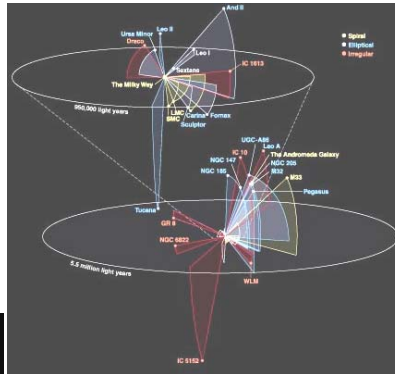 And II
Leo II
Ursa Minor
Draco
Spiral
Elliptical
Irregular
Leo I
Sextans
IC 1613
The Milky Way
LMC
SMC
Carina
Fornax
Sculptor
950,000 light years
UGC-A86
IC 10
Leo A
The Andromeda Galaxy
NGC 147
NGC 205
NGC 185
M32
M33
Pegasus
Tucana
GR 8
NGC 6822
5.5 million light years
WLM
IC 5152